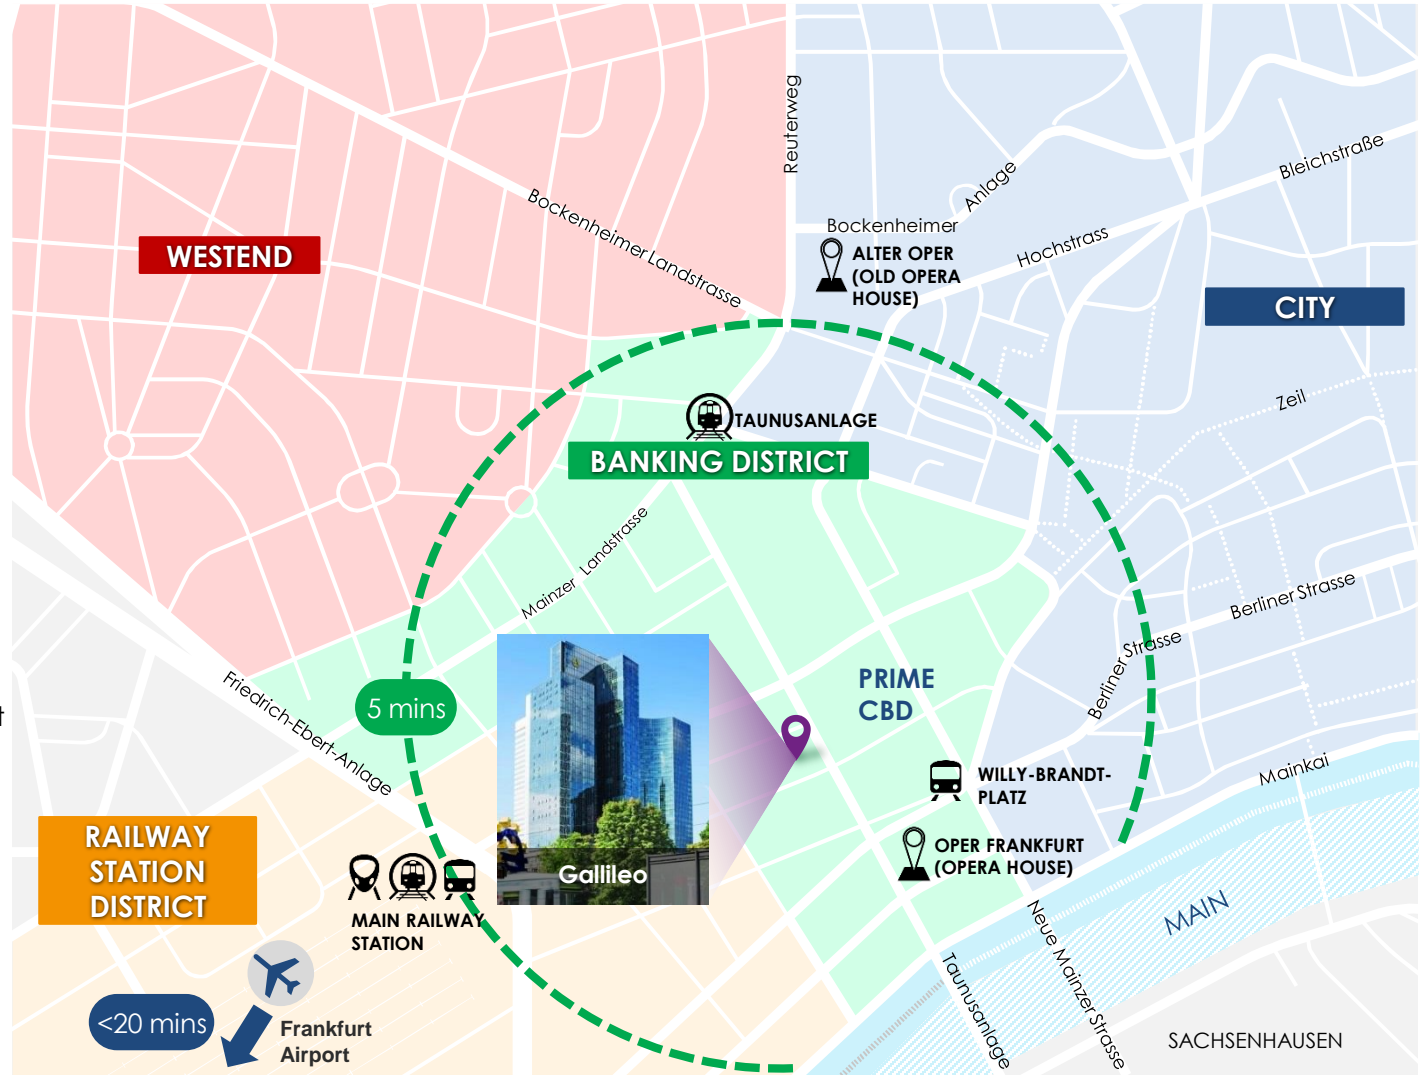 Reuterweg
Bleichstraße
Anlage
Bockenheimer Landstrasse
Bockenheimer
Hochstrass
WESTEND
ALTER OPER
(OLD OPERA
HOUSE)
CITY
Zeil
TAUNUSANLAGE
BANKING DISTRICT
Mainzer Landstrasse
Berliner Strasse
Berliner Strasse
PRIME
CBD
Friedrich-Ebert-Anlage
5 mins
t
Mainkai
WILLY-BRANDT-
PLATZ
RAILWAY
STATION
DISTRICT
OPER FRANKFURT
(OPERA HOUSE)
Gallileo
MAIN RAILWAY
STATION
MAIN
Neue Mainzer Strasse
Taunusanlage
<20 mins
Frankfurt
Airport
SACHSENHAUSEN